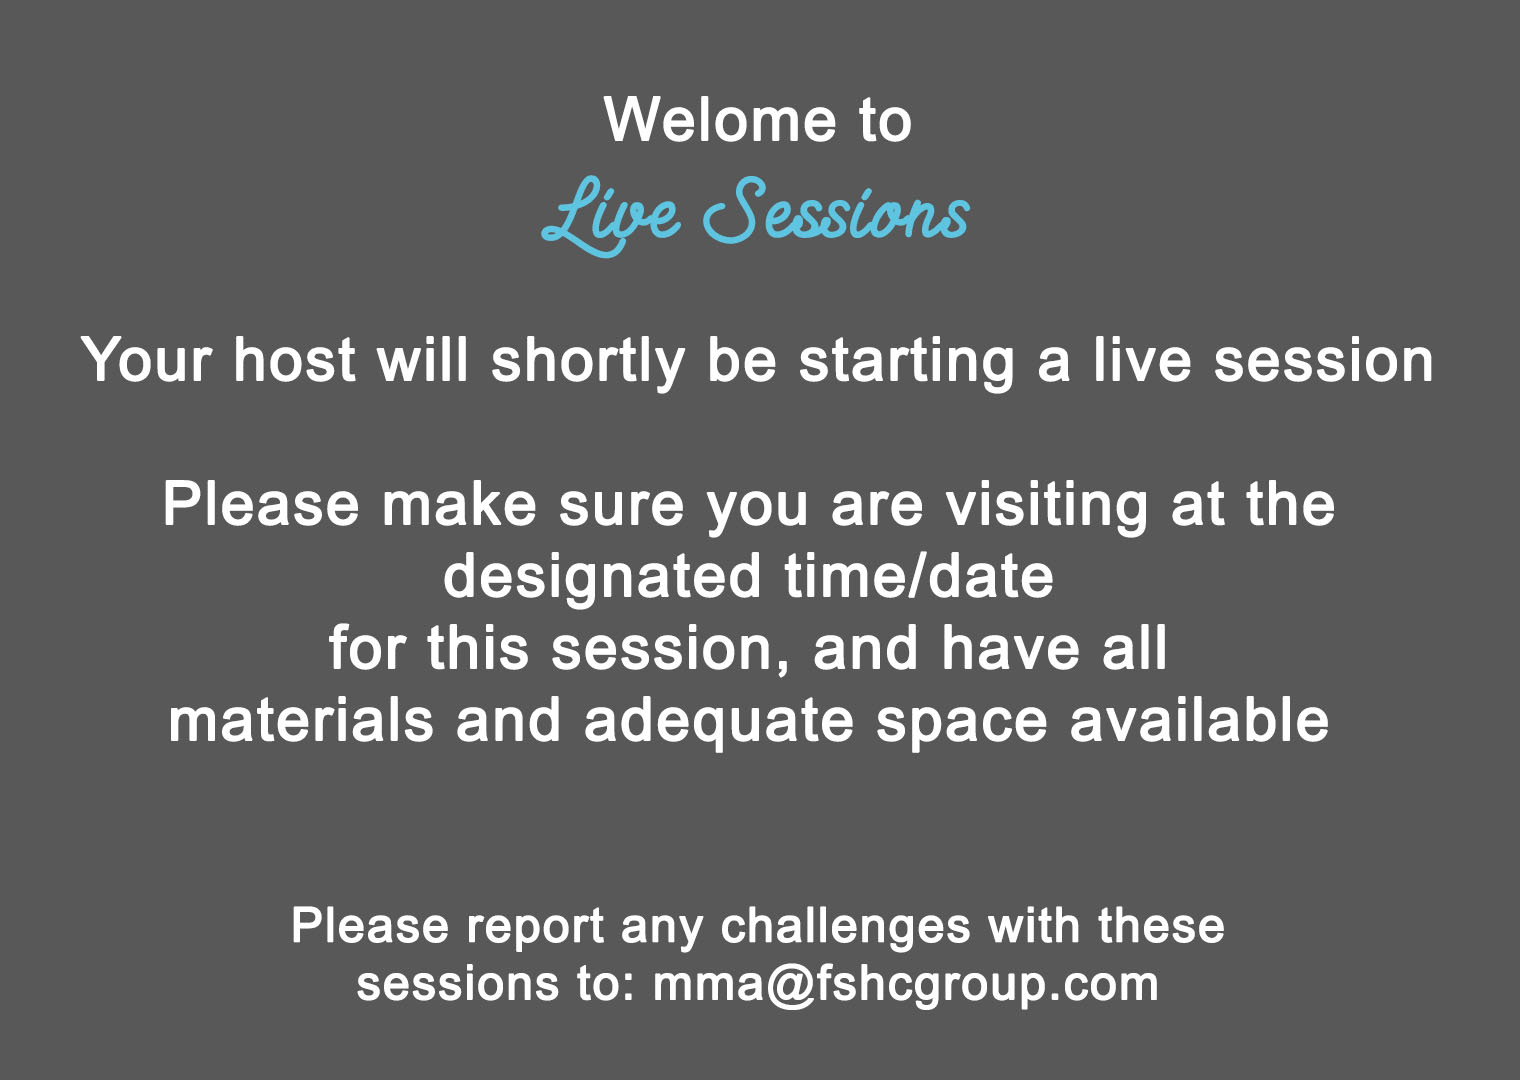 Welome to
Live Sessions
Your host will shortly be starting a live session
Please make sure you are visiting at the
designated time/date
for this session, and have all
materials and adequate space available
Please report any challenges with these
sessions to: mma@fshcgroup.com